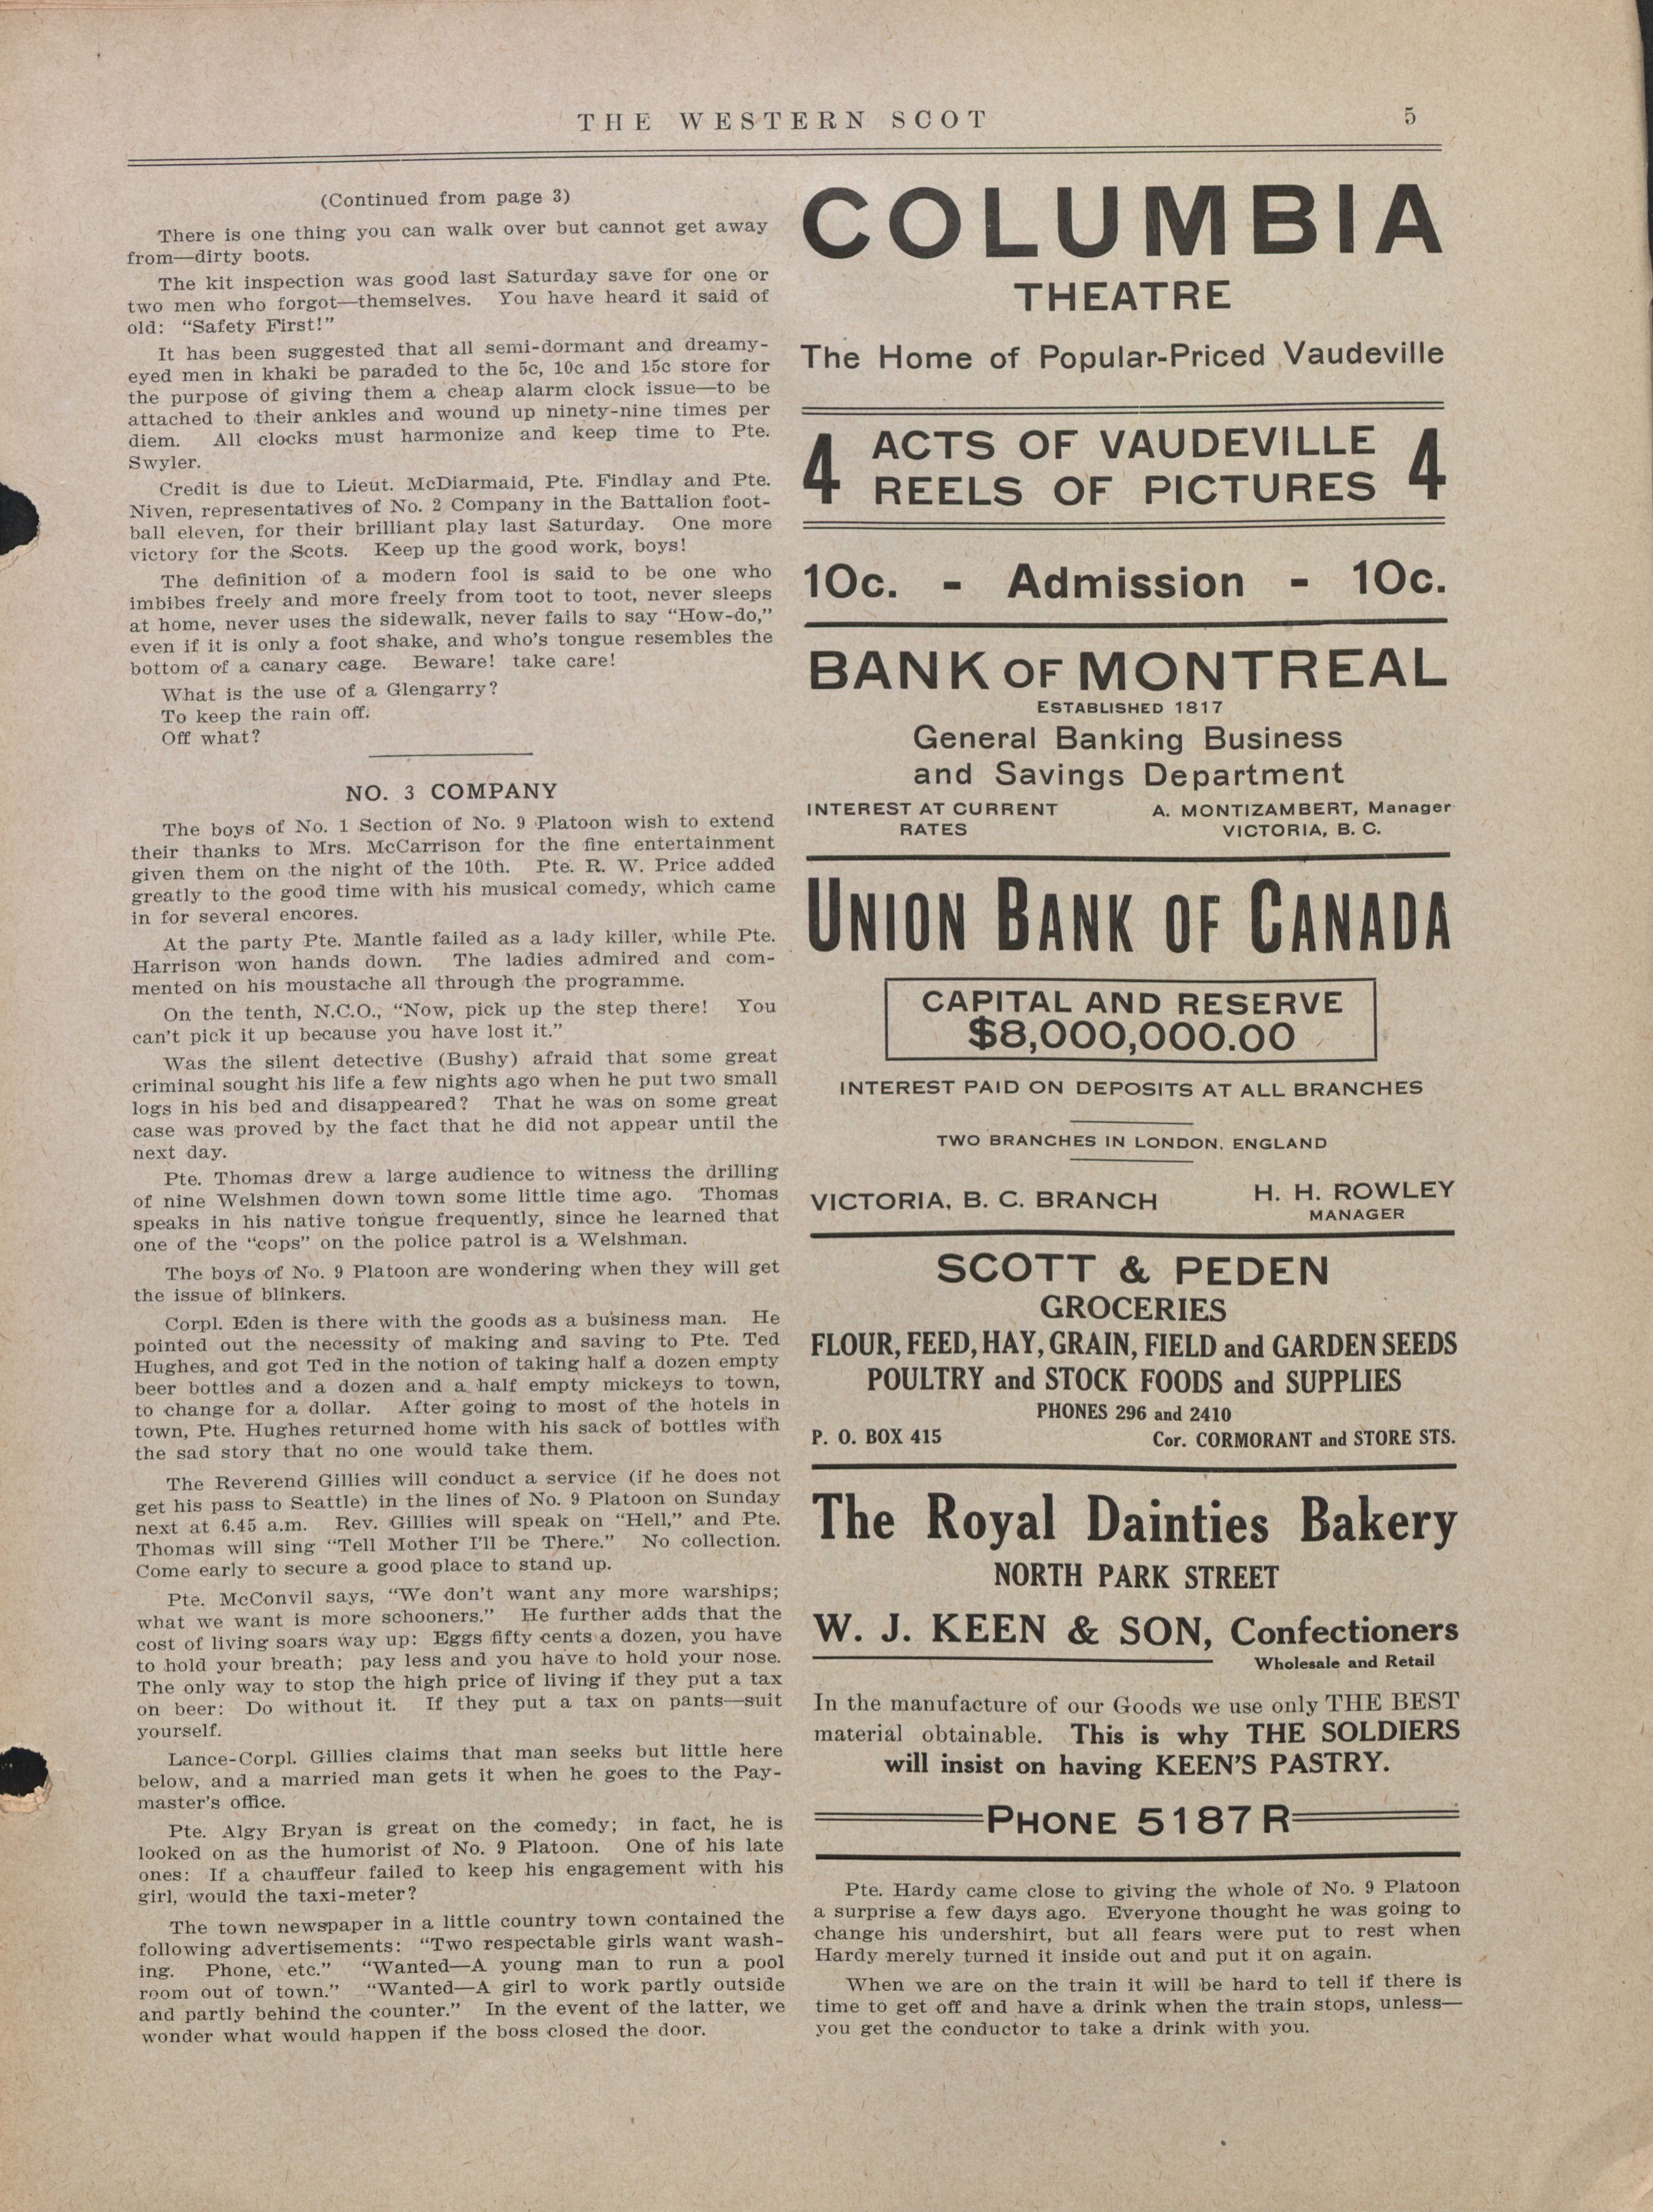 THE WESTERN SCOT
5
(Continued from page 3)
There is one thing you can walk over but cannot get away
from—dirty boots.
The kit inspection was good last Saturday save for one or
two men who forgot—themselves. You have heard it said of
old: "Safety First!"
It has been suggested that all semi-dormant and dreamy-
eyed men in khaki be paraded to the 5c, 10c and 15c store for
the purpose of giving them a cheap alarm clock issue—to be
attached to their ankles and wound up ninety-nine times per
diem. All clocks must harmonize and keep time to Pte.
Swyler.
Credit is due to Lieut. McDiarmaid, Pte. Findlay and Pte.
Niven, representatives of No. 2 Company in the Battalion foot-
ball eleven, for their brilliant play last Saturday. One more
victory for the Scots. Keep up the good work, boys!
The definition of a modern fool is said to be one who
imbibes freely and more freely from toot to toot, never sleeps
at home, never uses the sidewalk, never fails to say "How-do,"
even if it is only a foot shake, and who's tongue resembles the
bottom of a canary cage. Beware! take care!
What is the use of a Glengarry?
To keep the rain off.
Off what?
NO. 3 COMPANY
The boys of No. 1 Section of No. 9 Platoon wish to extend
their thanks to Mrs. McCarrison for the fine entertainment
given them on the night of the 10th. Pte. R. W. Price added
greatly to the good time with his musical comedy, which came
in for several encores.
At the party Pte. Mantle failed as a lady killer, while Pte.
Harrison won hands down. The ladies admired and com-
mented on his moustache all through the programme.
On the tenth, N.C.O., "Now, pick up the step there! You
can't pick it up because you have lost it."
Was the silent detective (Bushy) afraid that some great
criminal sought his life a few nights ago when he put two small
logs in his bed and disappeared? That he was on some great
case was proved by the fact that he did not appear until the
next day.
Pte. Thomas drew a large audience to witness the drilling
of nine Welshmen down town some little time ago. Thomas
speaks in his native tongue frequently, since he learned that
one of the "cops" on the police patrol is a Welshman.
The boys of No. 9 Platoon are wondering when they will get
the issue of blinkers.
Corpl. Eden is there with the goods as a business man. He
pointed out the necessity of making and saving to Pte. Ted
Hughes, and got Ted in the notion of taking half a dozen empty
beer bottles and a dozen and a half empty mickeys to town,
to change for a dollar. After going to most of the hotels in
town, Pte. Hughes returned home with his sack of bottles with
the sad story that no one would take them.
The Reverend Gillies will conduct a service (if he does not
get his pass to Seattle) in the lines of No. 9 Platoon on Sunday
next at 6.45 a.m. Rev. Gillies will speak on "Hell," and Pte.
Thomas will sing "Tell Mother I'll be There." No collection.
Come early to secure a good place to stand up.
Pte. McConvil says, "We don't want any more warships;
what we want is more schooners." He further adds that the
cost of living soars way up: Eggs fifty cents a dozen, you have
to hold your breath; pay less and you have to hold your nose.
The only way to stop the high price of living if they put a tax
on beer: Do without it. If they put a tax on pants—suit
yourself.
Lance-Corpl. Gillies claims that man seeks but little here
below, and a married man gets it when he goes to the Pay-
master's office.
Pte. Algy Bryan is great on the comedy; in fact, he is
looked on as the humorist of No. 9 Platoon. One of his late
ones: If a chauffeur failed to keep his engagement with his
girl, would the taxi-meter?
The town newspaper in a little country town contained the
following advertisements: "Two respectable girls want wash-
ing. Phone, etc." "Wanted—A young man to run a pool
room out of town." "Wanted—A girl to work partly outside
and partly behind the counter." In the event of the latter, we
wonder what would happen if the boss closed the door.
COLUMBIA
THEATRE
The Home of Popular-Priced Vaudeville
4 ACTS OF VAUDEVILLE 4
REELS OF PICTURES
10c. - Admission - 10c.
BANK OF MONTREAL
ESTABLISHED 1817
General Banking Business
and Savings Department
INTEREST AT CURRENT
RATES
A. MONTIZAMBERT, Manager
VICTORIA, B. C.
UNION BANK OF CANADA
CAPITAL AND RESERVE
$8,000,000.00
INTEREST PAID ON DEPOSITS AT ALL BRANCHES
TWO BRANCHES IN LONDON, ENGLAND
VICTORIA, B. C. BRANCH
H. H. ROWLEY
MANAGER
SCOTT & PEDEN
GROCERIES
FLOUR, FEED, HAY, GRAIN, FIELD and GARDEN SEEDS
POULTRY and STOCK FOODS and SUPPLIES
PHONES 296 and 2410
P. O. BOX 415
Cor. CORMORANT and STORE STS.
The Royal Dainties Bakery
NORTH PARK STREET
W. J. KEEN & SON, Confectioners
Wholesale and Retail
In the manufacture of our Goods we use only THE BEST
material obtainable. This is why THE SOLDIERS
will insist on having KEEN'S PASTRY.
PHONE 5187 R
Pte. Hardy came close to giving the whole of No. 9 Platoon
a surprise a few days ago. Everyone thought he was going to
change his undershirt, but all fears were put to rest when
Hardy merely turned it inside out and put it on again.
When we are on the train it will be hard to tell if there is
time to get off and have a drink when the train stops, unless—
you get the conductor to take a drink with you.